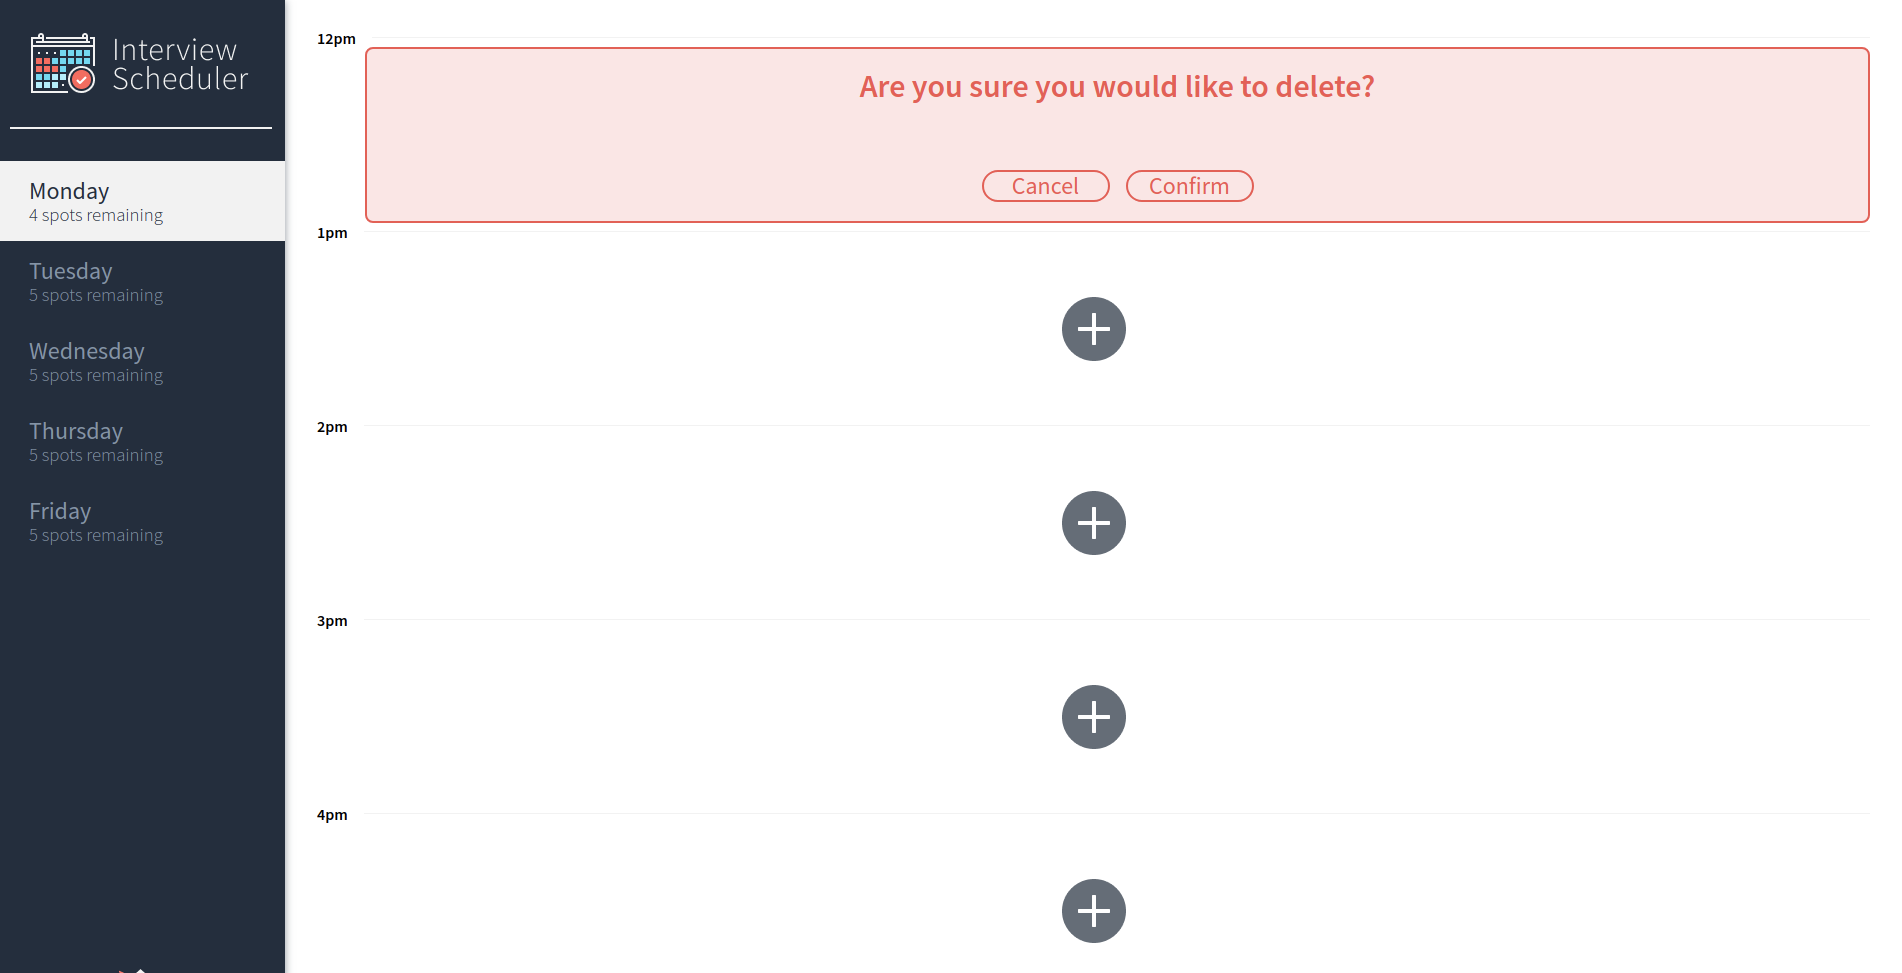 Interview
Scheduler
Monday
4 spots remaining
Tuesday
5 spots remaining
Wednesday
5 spots remaining
Thursday
5 spots remaining
Friday
5 spots remaining
12pm
Are you sure you would like to delete?
Cancel Confirm
1pm
2pm
3pm
4pm